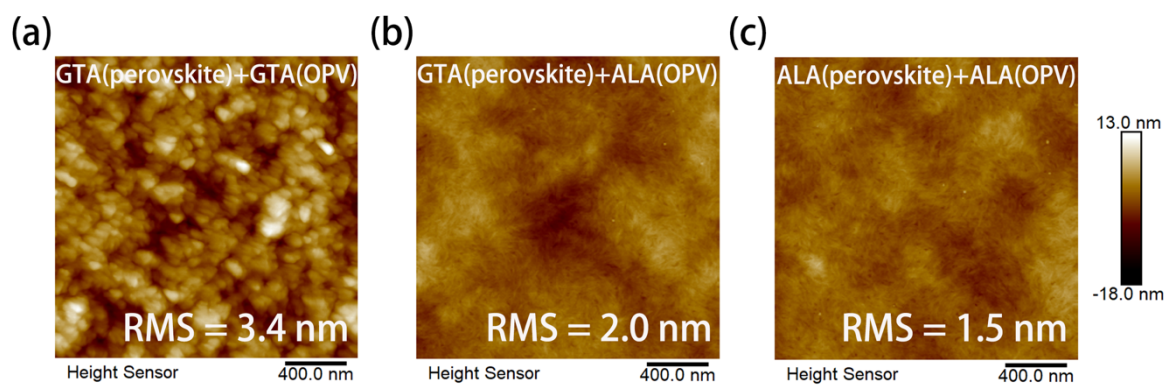 (a)
GTA(perovskite)+GTA(OPV)
RMS = 3.4 nm
Height Sensor
400.0 nm
(b)
GTA(perovskite)+ALA(OPV)
RMS = 2.0 nm
Height Sensor
400.0 nm
(c)
ALA(perovskite)+ALA(OPV)
RMS = 1.5 nm
Height Sensor
400.0 nm
13.0 nm
-18.0 nm